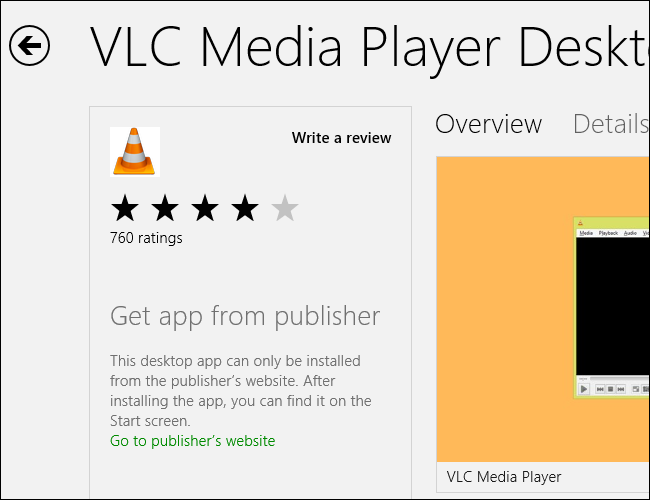 VLC Media Player Deskt
Write a review
760 ratings
Get app from publisher
This desktop app can only be installed
from the publisher’s website. After
installing the app, you can find it on the
Start screen.
Go to publisher’s website
Overview Details
Media Playback Audio
VLC Media Player